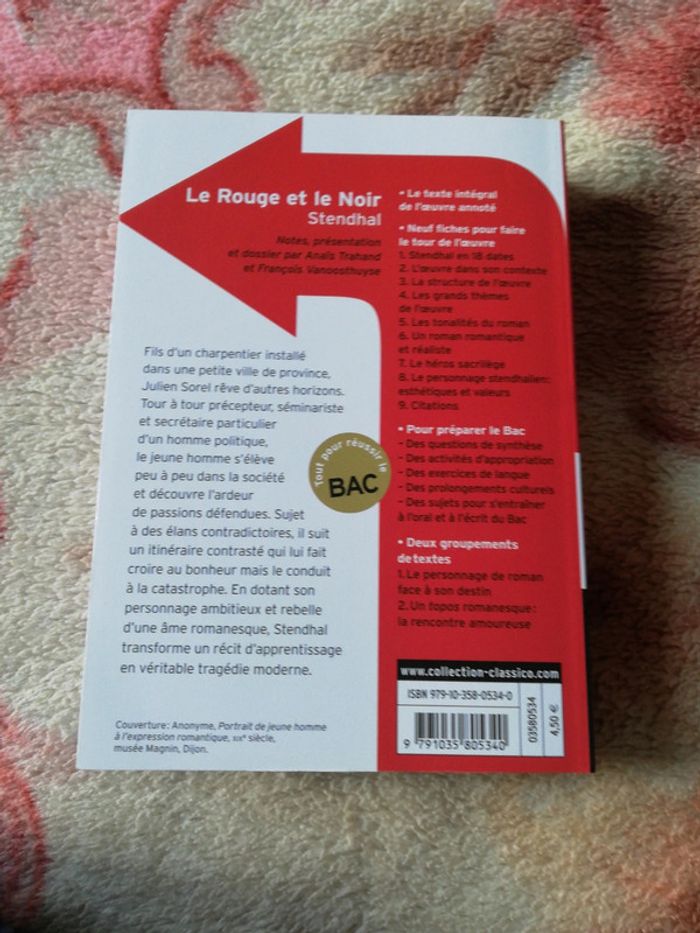 Le Rouge et le Noir
Stendhal
Notes, présentation
et dossier par Anaïs Trahand
et François Vanoosthuyse
Fils d'un charpentier installé
dans une petite ville de province,
Julien Sorel rêve d'autres horizons.
Tour à tour précepteur, séminariste
et secrétaire particulier
d'un homme politique,
le jeune homme s'élève
peu à peu dans la société
et découvre l'ardeur
de passions défendues. Sujet
à des élans contradictoires, il suit
un itinéraire contrasté qui lui fait
croire au bonheur mais le conduit
à la catastrophe. En dotant son
personnage ambitieux et rebelle
d'une âme romanesque, Stendhal
transforme un récit d'apprentissage
en véritable tragédie moderne.
Couverture : Anonyme, Portrait de jeune homme
à l'expression romantique, XIXe siècle,
musée Magnin, Dijon.
Tout pour réussir le
BAC
• Le texte intégral
de l'œuvre annoté
• Neuf fiches pour faire
le tour de l'œuvre
1. Stendhal en 18 dates
2. L'œuvre dans son contexte
3. La structure de l'œuvre
4. Les grands thèmes
de l'œuvre
5. Les tonalités du roman
6. Un roman romantique
et réaliste
7. Le héros sacrilège
8. Le personnage stendhalien :
esthétiques et valeurs
9. Citations
• Pour préparer le Bac
- Des questions de synthèse
- Des activités d'appropriation
- Des exercices de langue
- Des prolongements culturels
- Des sujets pour s'entraîner
à l'oral et à l'écrit du Bac
• Deux groupements
de textes
1. Le personnage de roman
face à son destin
2. Un topos romanesque :
la rencontre amoureuse
www.collection-classico.com
ISBN 979-10-358-0534-0
9 791035 805340
03580534
4,50 €